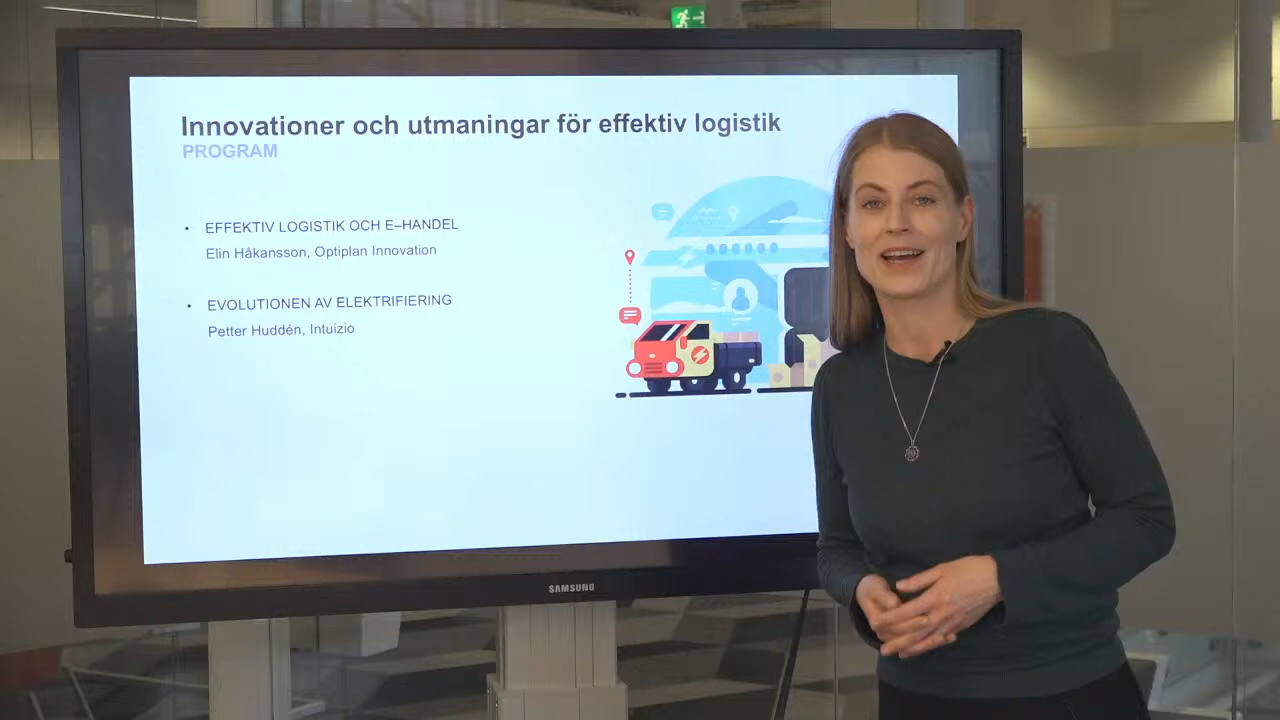 Innovationer och utmaningar för effektiv logistik
PROGRAM
• EFFEKTIV LOGISTIK OCH E–HANDEL
Elin Håkansson, Optiplan Innovation
• EVOLUTIONEN AV ELEKTRIFIERING
Petter Huddén, Intuizio
SAMSUNG